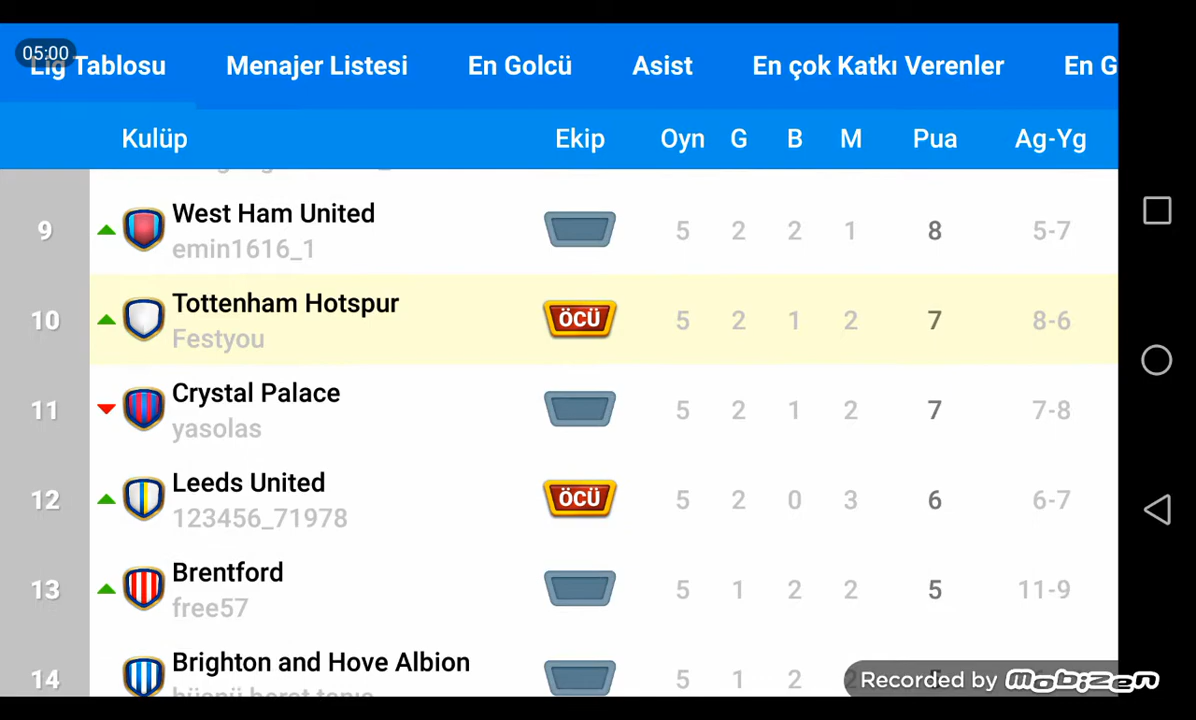 05:00
Lig Tablosu Menajer Listesi En Golcü Asist En çok Katkı Verenler En G
Kulüp Ekip Oyn G B M Pua Ag-Yg
9 West Ham United 5 2 2 1 8 5-7
emin1616_1
10 Tottenham Hotspur ÖCÜ 5 2 1 2 7 8-6
Festyou
11 Crystal Palace 5 2 1 2 7 7-8
yasolas
12 Leeds United ÖCÜ 5 2 0 3 6 6-7
123456_71978
13 Brentford 5 1 2 2 5 11-9
free57
14 Brighton and Hove Albion 5 1 2
Recorded by Mobizen